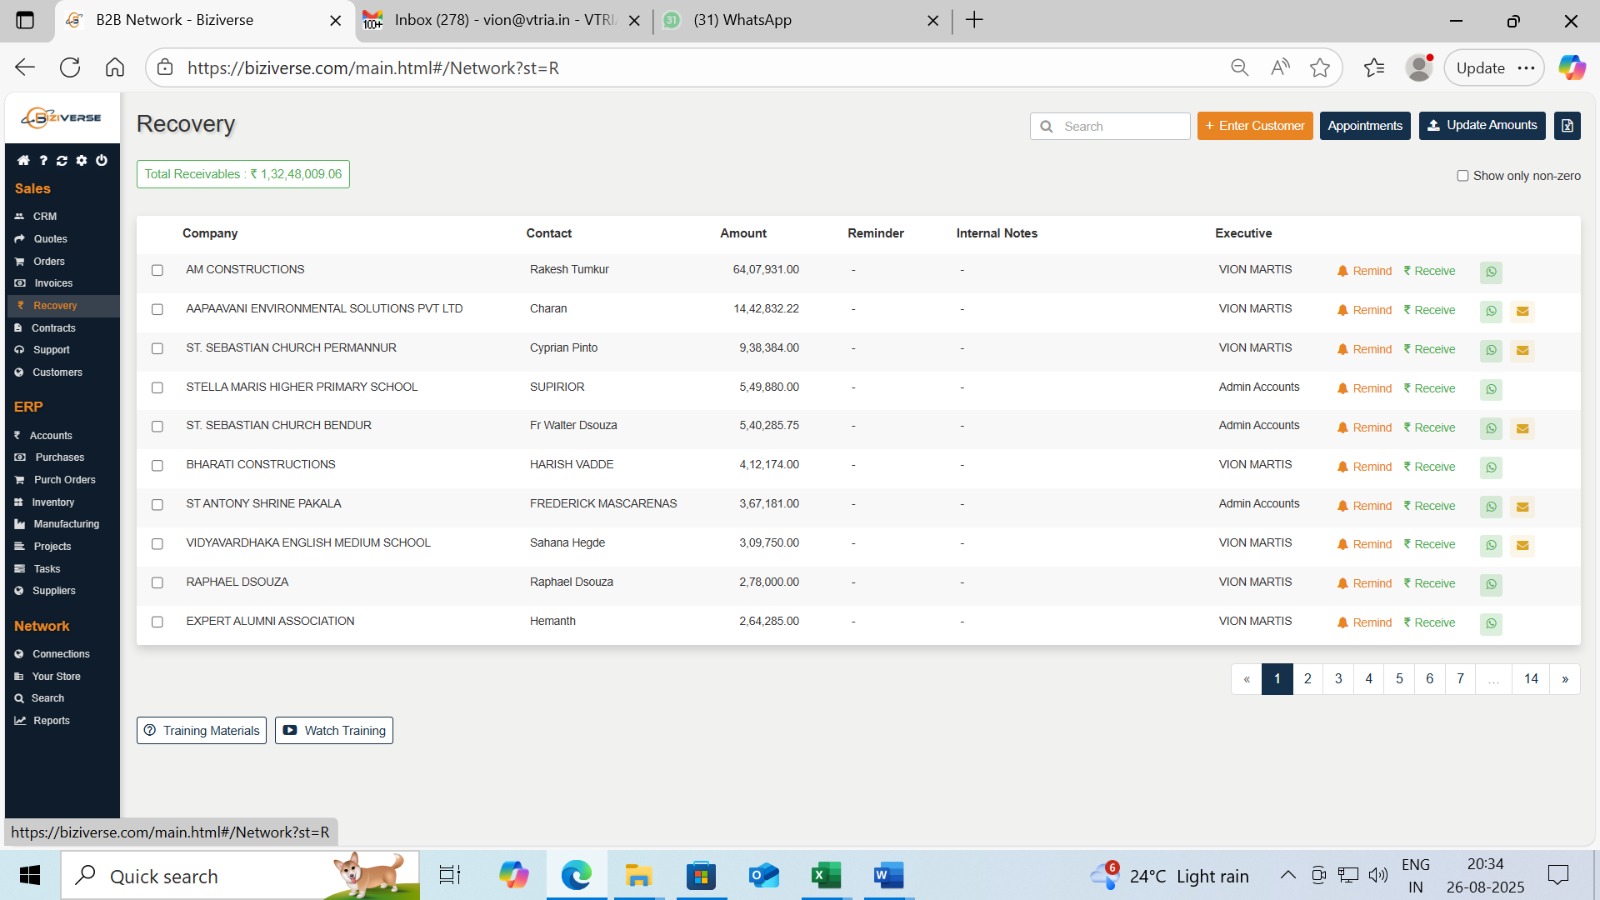 B2B Network - Biziverse
Inbox (278) - vion@vtria.in - VTRI
(31) WhatsApp
https://biziverse.com/main.html#/Network?st=R
Update
BIZIVERSE
Recovery
Search
+ Enter Customer
Appointments
Update Amounts
Total Receivables : ₹ 1,32,48,009.06
Show only non-zero
Sales
CRM
Quotes
Orders
Invoices
₹ Recovery
Contracts
Support
Customers
ERP
₹ Accounts
Purchases
Purch Orders
Inventory
Manufacturing
Projects
Tasks
Suppliers
Network
Connections
Your Store
Search
Reports
Company Contact Amount Reminder Internal Notes Executive
AM CONSTRUCTIONS Rakesh Tumkur 64,07,931.00 - - VION MARTIS Remind ₹ Receive
AAPAAVANI ENVIRONMENTAL SOLUTIONS PVT LTD Charan 14,42,832.22 - - VION MARTIS Remind ₹ Receive
ST. SEBASTIAN CHURCH PERMANNUR Cyprian Pinto 9,38,384.00 - - VION MARTIS Remind ₹ Receive
STELLA MARIS HIGHER PRIMARY SCHOOL SUPIRIOR 5,49,880.00 - - Admin Accounts Remind ₹ Receive
ST. SEBASTIAN CHURCH BENDUR Fr Walter Dsouza 5,40,285.75 - - Admin Accounts Remind ₹ Receive
BHARATI CONSTRUCTIONS HARISH VADDE 4,12,174.00 - - VION MARTIS Remind ₹ Receive
ST ANTONY SHRINE PAKALA FREDERICK MASCARENAS 3,67,181.00 - - Admin Accounts Remind ₹ Receive
VIDYAVARDHAKA ENGLISH MEDIUM SCHOOL Sahana Hegde 3,09,750.00 - - VION MARTIS Remind ₹ Receive
RAPHAEL DSOUZA Raphael Dsouza 2,78,000.00 - - VION MARTIS Remind ₹ Receive
EXPERT ALUMNI ASSOCIATION Hemanth 2,64,285.00 - - VION MARTIS Remind ₹ Receive
« 1 2 3 4 5 6 7 ... 14 »
Training Materials
Watch Training
https://biziverse.com/main.html#/Network?st=R
Quick search
6
24°C Light rain
ENG
IN
20:34
26-08-2025